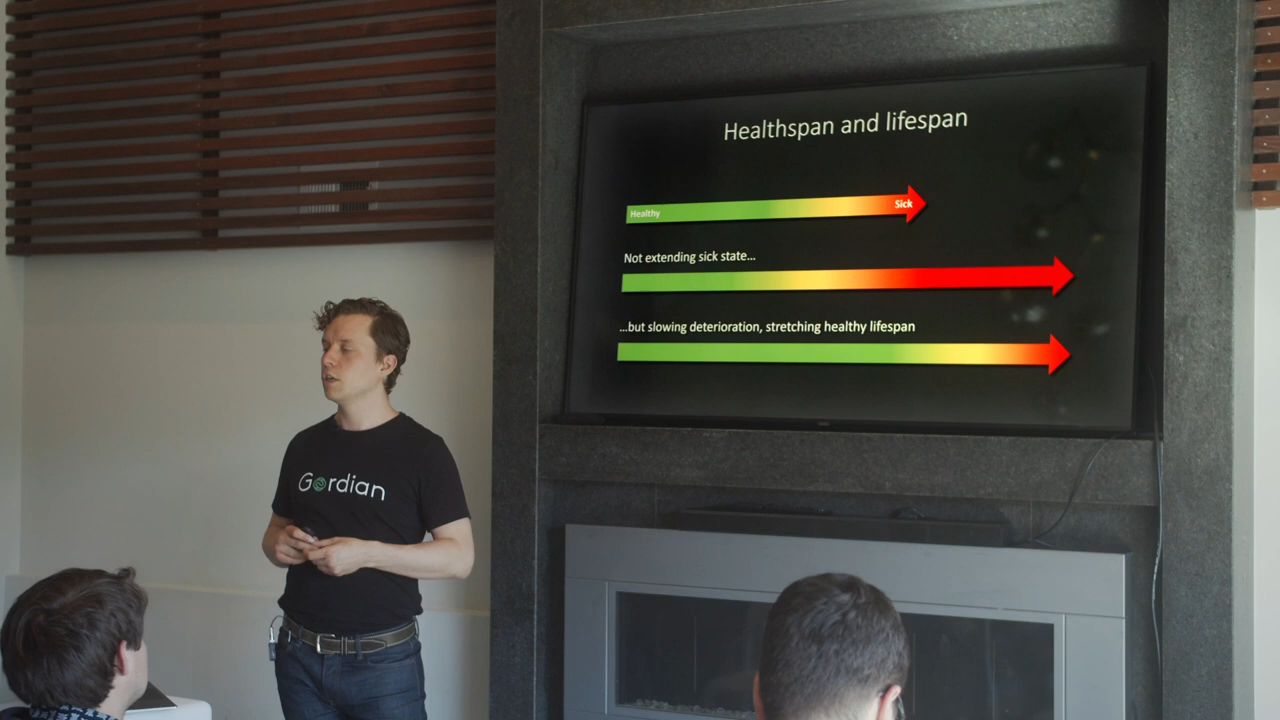 Healthspan and lifespan
Healthy
Sick
Not extending sick state...
...but slowing deterioration, stretching healthy lifespan
Gordian